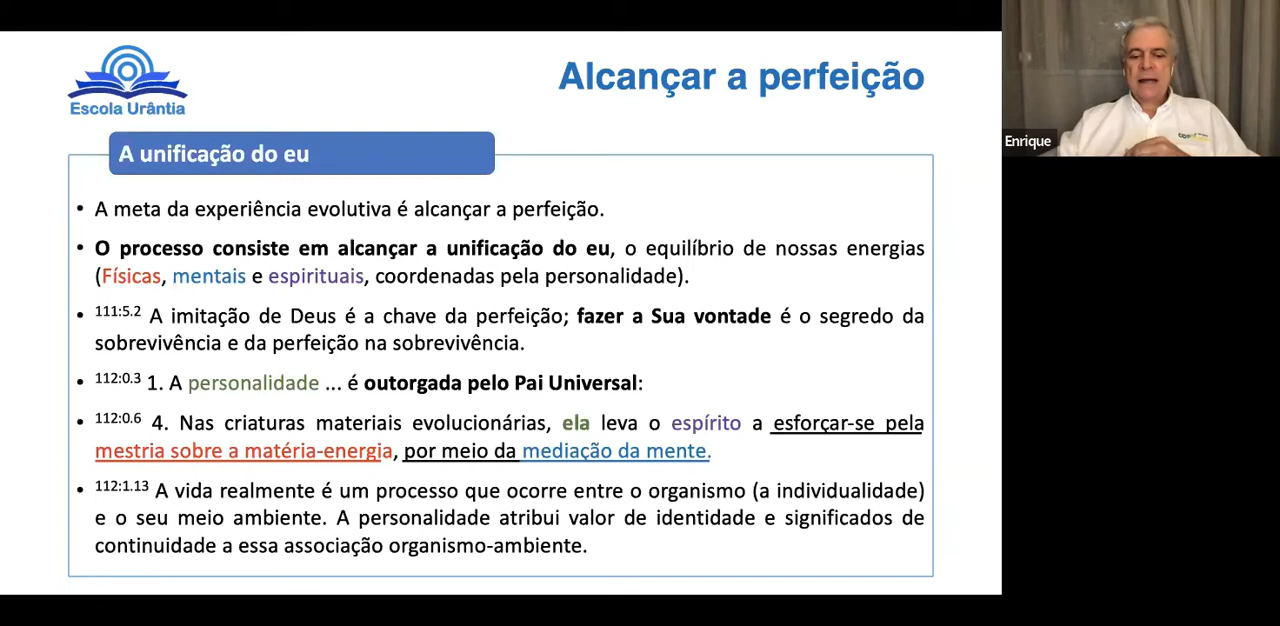 Escola Urântia
Alcançar a perfeição
A unificação do eu
• A meta da experiência evolutiva é alcançar a perfeição.
• O processo consiste em alcançar a unificação do eu, o equilíbrio de nossas energias
(Físicas, mentais e espirituais, coordenadas pela personalidade).
• 111:5.2 A imitação de Deus é a chave da perfeição; fazer a Sua vontade é o segredo da
sobrevivência e da perfeição na sobrevivência.
• 112:0.3 1. A personalidade ... é outorgada pelo Pai Universal:
• 112:0.6 4. Nas criaturas materiais evolucionárias, ela leva o espírito a esforçar-se pela
mestria sobre a matéria-energia, por meio da mediação da mente.
• 112:1.13 A vida realmente é um processo que ocorre entre o organismo (a individualidade)
e o seu meio ambiente. A personalidade atribui valor de identidade e significados de
continuidade a essa associação organismo-ambiente.
Enrique